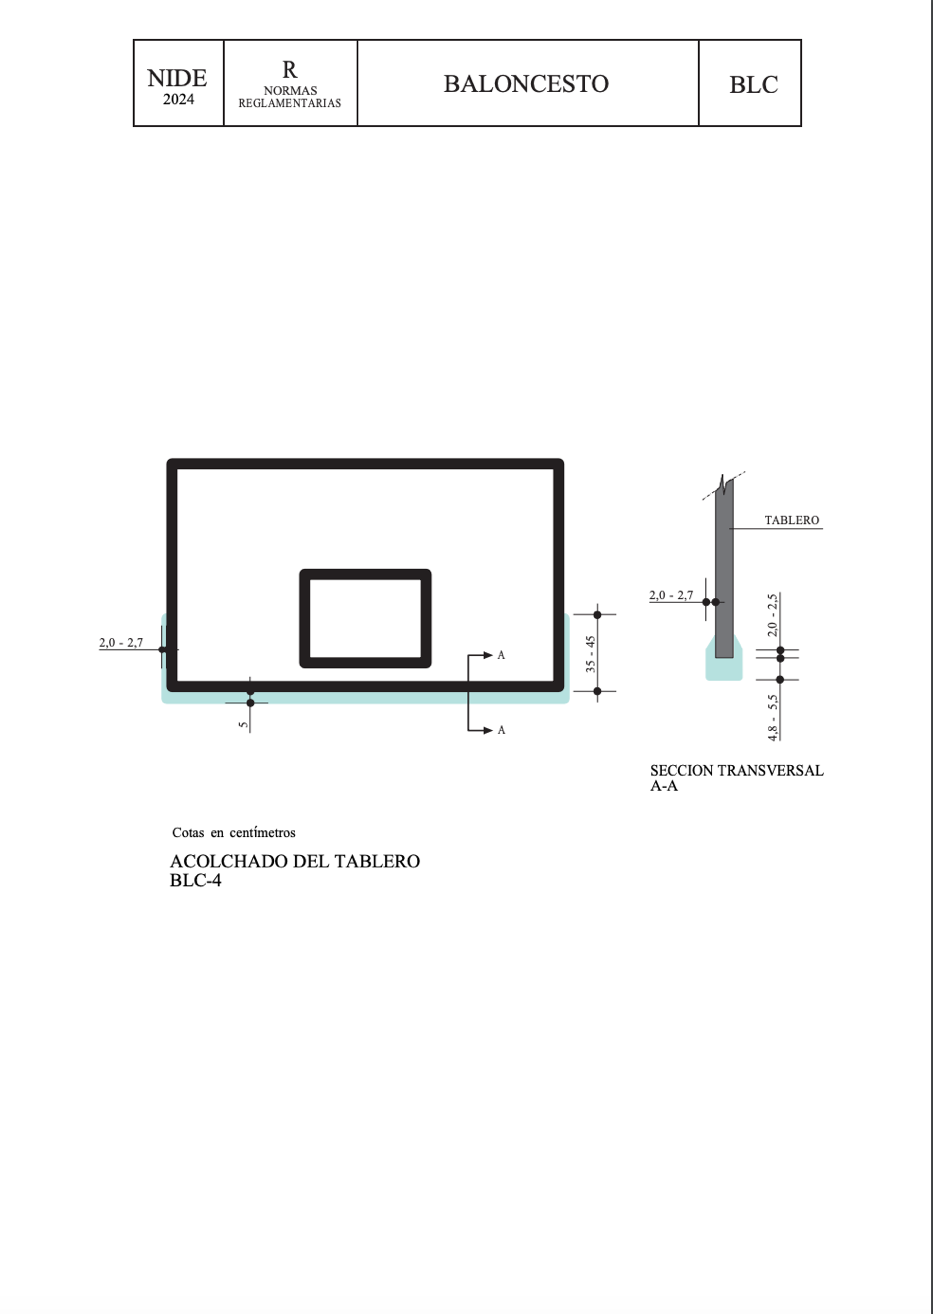 NIDE
2024
R
NORMAS
REGLAMENTARIAS
BALONCESTO
BLC
TABLERO
2,0 - 2,7
2,0 - 2,5
2,0 - 2,7
35 - 45
A
A
5
4,8 - 5,5
SECCION TRANSVERSAL
A-A
Cotas en centímetros
ACOLCHADO DEL TABLERO
BLC-4